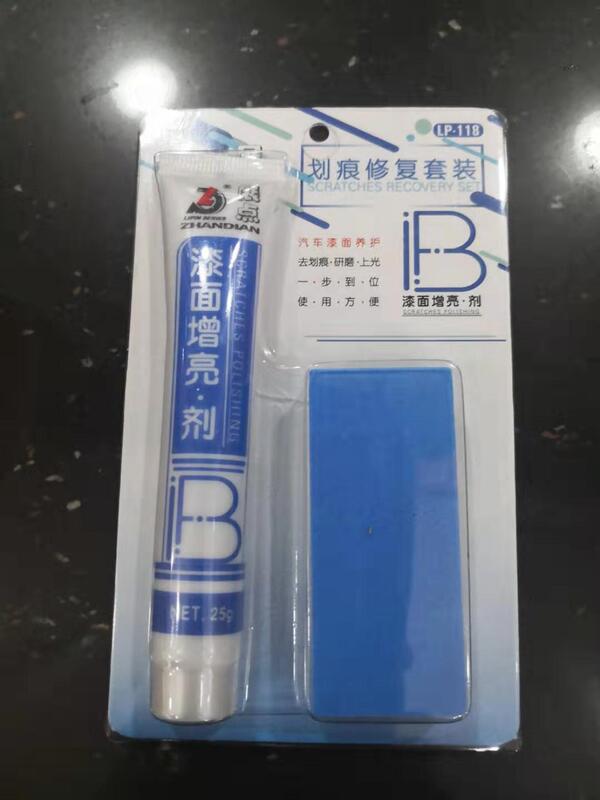 LP-118
划痕修复套装
SCRATCHES RECOVERY SET
汽车漆面养护
去划痕·研磨·上光
一·步·到·位
使·用·方·便
B
漆面增亮·剂
SCRATCHES POLISHING
LIPIN SERIES
ZHANDIAN
漆面增亮·剂
SCRATCHES POLISHING
B
NET. 25g